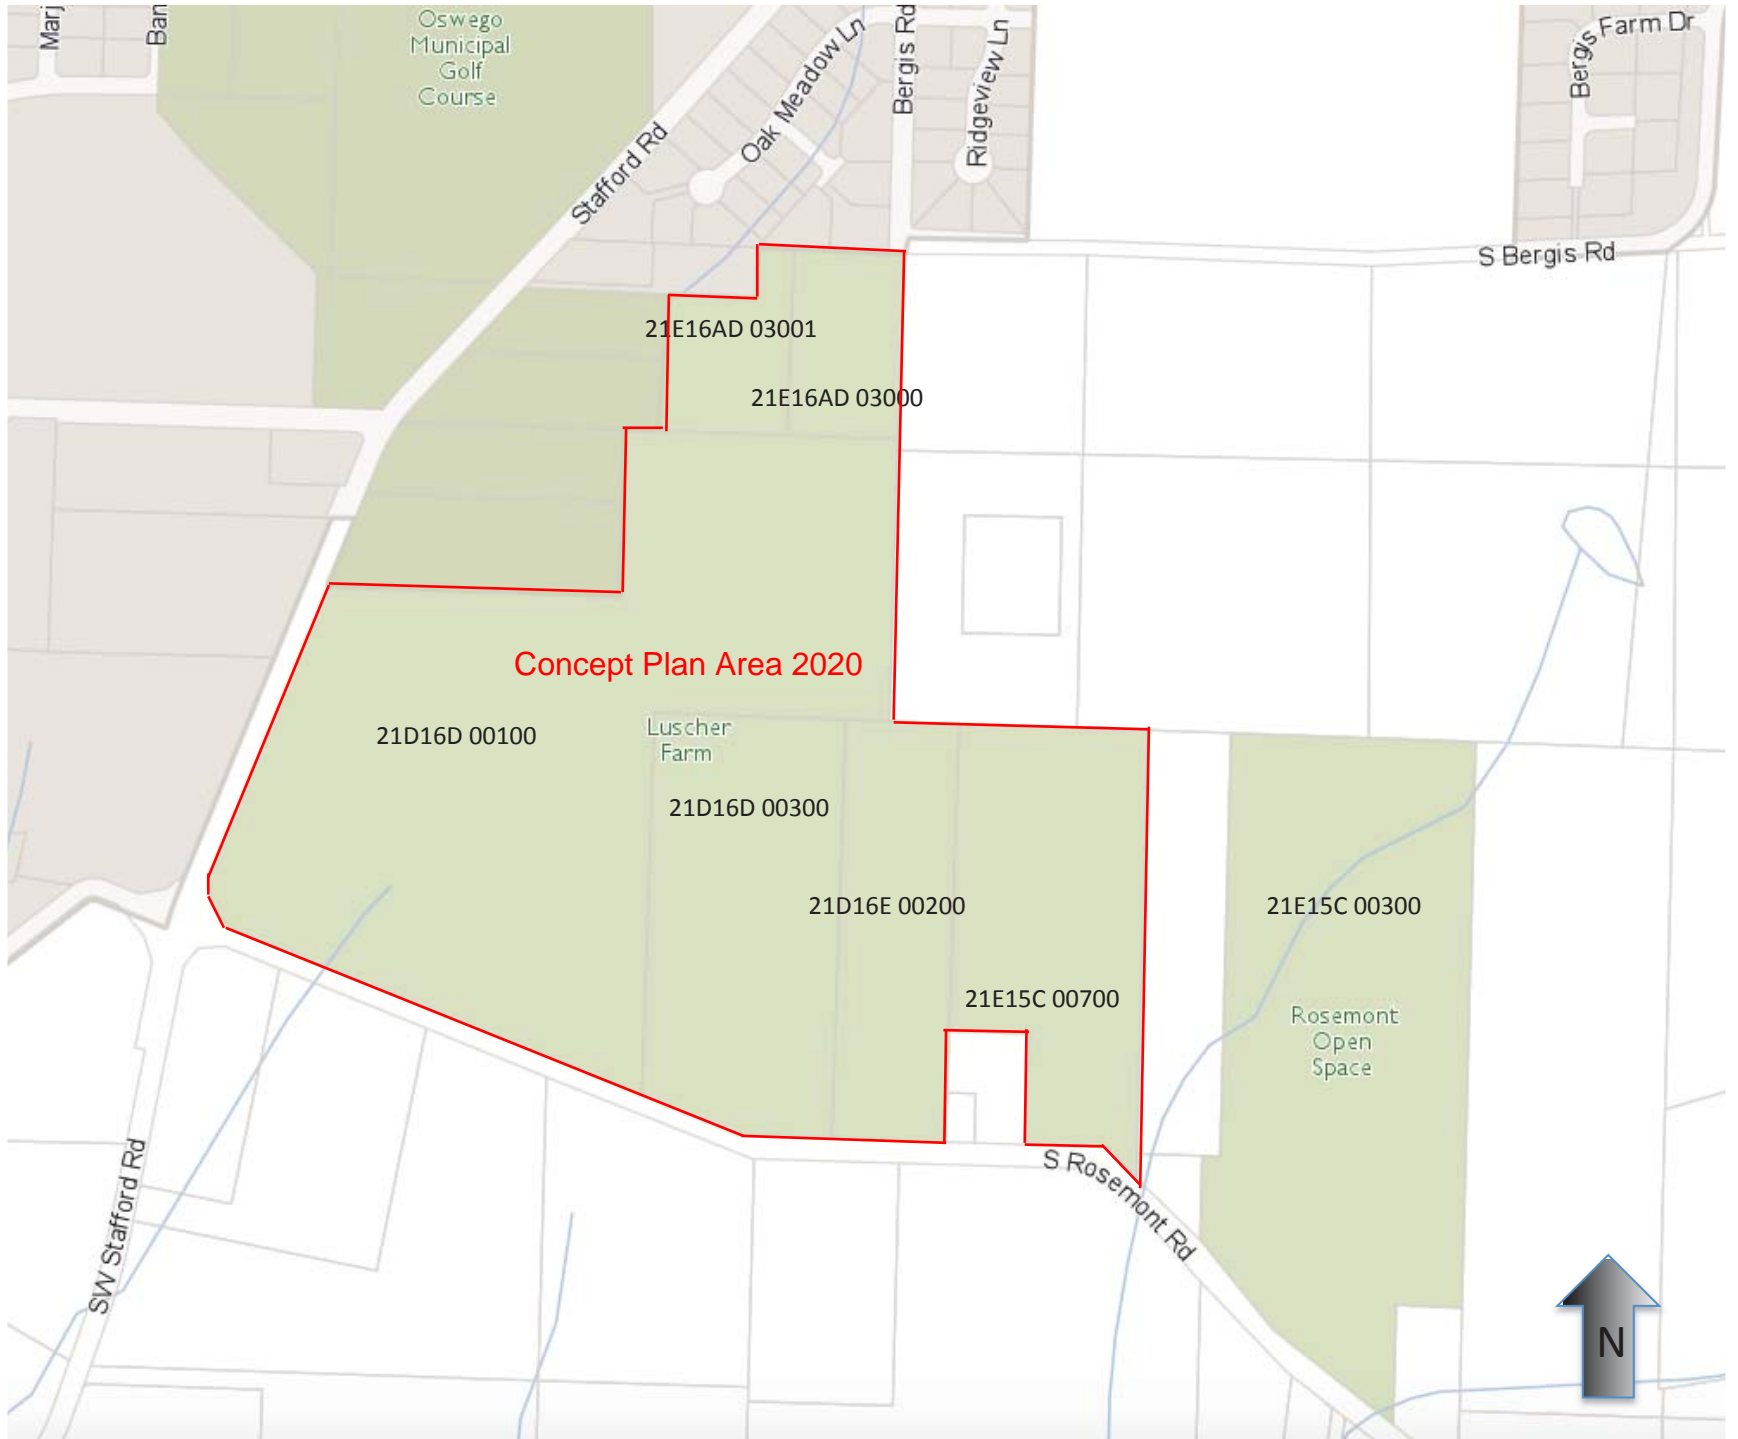 Marj
Ban
Oswego
Municipal
Golf
Course
Stafford Rd
Oak Meadow Ln
Bergis Rd
Ridgeview Ln
Bergis Farm Dr
S Bergis Rd
21E16AD 03001
21E16AD 03000
Concept Plan Area 2020
21D16D 00100
Luscher
Farm
21D16D 00300
21D16E 00200
21E15C 00300
21E15C 00700
Rosemont
Open
Space
S Rosemont Rd
SW Stafford Rd
N